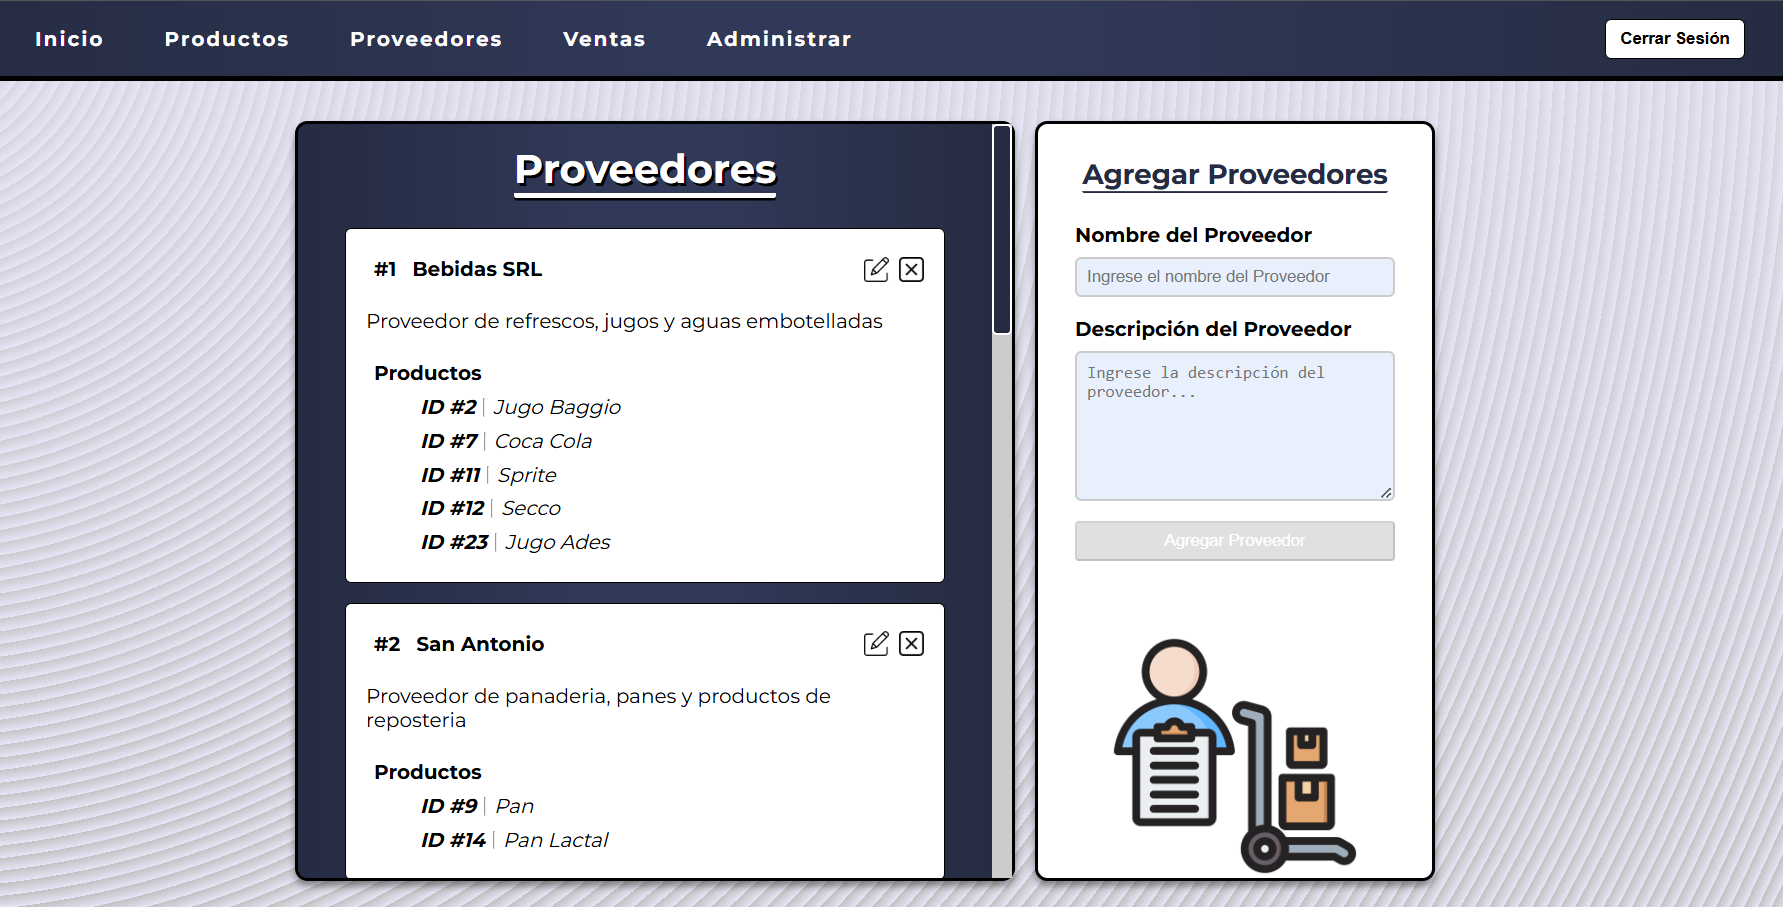 Inicio Productos Proveedores Ventas Administrar Cerrar Sesión
Proveedores
#1 Bebidas SRL
Proveedor de refrescos, jugos y aguas embotelladas
Productos
ID #2 | Jugo Baggio
ID #7 | Coca Cola
ID #11 | Sprite
ID #12 | Secco
ID #23 | Jugo Ades
#2 San Antonio
Proveedor de panaderia, panes y productos de
reposteria
Productos
ID #9 | Pan
ID #14 | Pan Lactal
Agregar Proveedores
Nombre del Proveedor
Ingrese el nombre del Proveedor
Descripción del Proveedor
Ingrese la descripción del
proveedor...
Agregar Proveedor